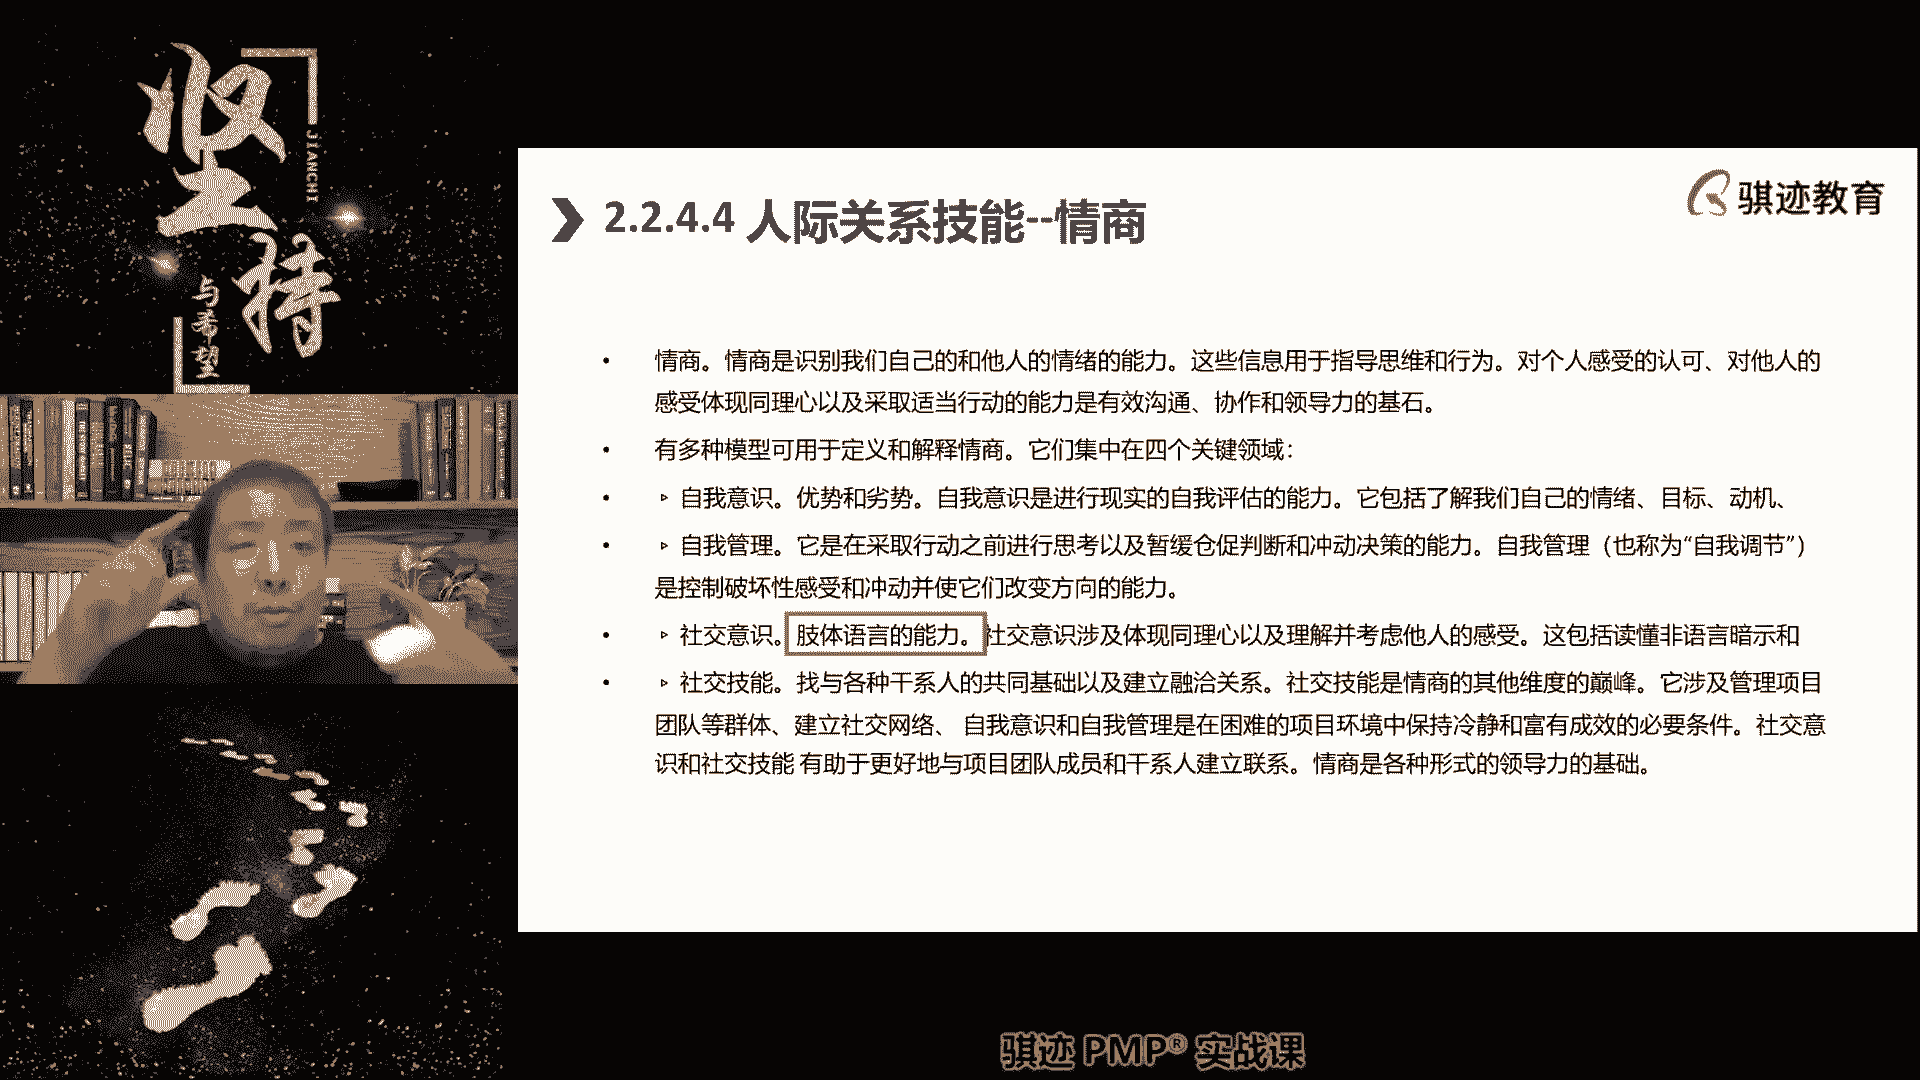 坚持
JIANCHI
与希望
骐迹教育
2.2.4.4 人际关系技能--情商
• 情商。情商是识别我们自己的和他人的情绪的能力。这些信息用于指导思维和行为。对个人感受的认可、对他人的
感受体现同理心以及采取适当行动的能力是有效沟通、协作和领导力的基石。
• 有多种模型可用于定义和解释情商。它们集中在四个关键领域：
• ▹ 自我意识。优势和劣势。自我意识是进行现实的自我评估的能力。它包括了解我们自己的情绪、目标、动机、
• ▹ 自我管理。它是在采取行动之前进行思考以及暂缓仓促判断和冲动决策的能力。自我管理（也称为“自我调节”）
是控制破坏性感受和冲动并使它们改变方向的能力。
• ▹ 社交意识。肢体语言的能力。社交意识涉及体现同理心以及理解并考虑他人的感受。这包括读懂非语言暗示和
• ▹ 社交技能。找与各种干系人的共同基础以及建立融洽关系。社交技能是情商的其他维度的巅峰。它涉及管理项目
团队等群体、建立社交网络、 自我意识和自我管理是在困难的项目环境中保持冷静和富有成效的必要条件。社交意
识和社交技能 有助于更好地与项目团队成员和干系人建立联系。情商是各种形式的领导力的基础。
骐迹 PMP® 实战课